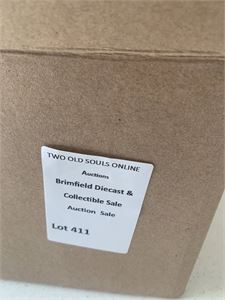 TWO OLD SOULS ONLINE
Auctions
Brimfield Diecast &
Collectible Sale
Auction Sale
Lot 411